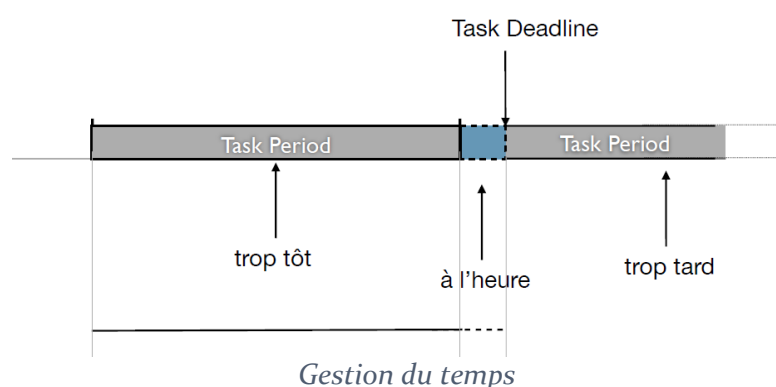 Task Deadline
Task Period
Task Period
trop tôt
à l'heure
trop tard
Gestion du temps